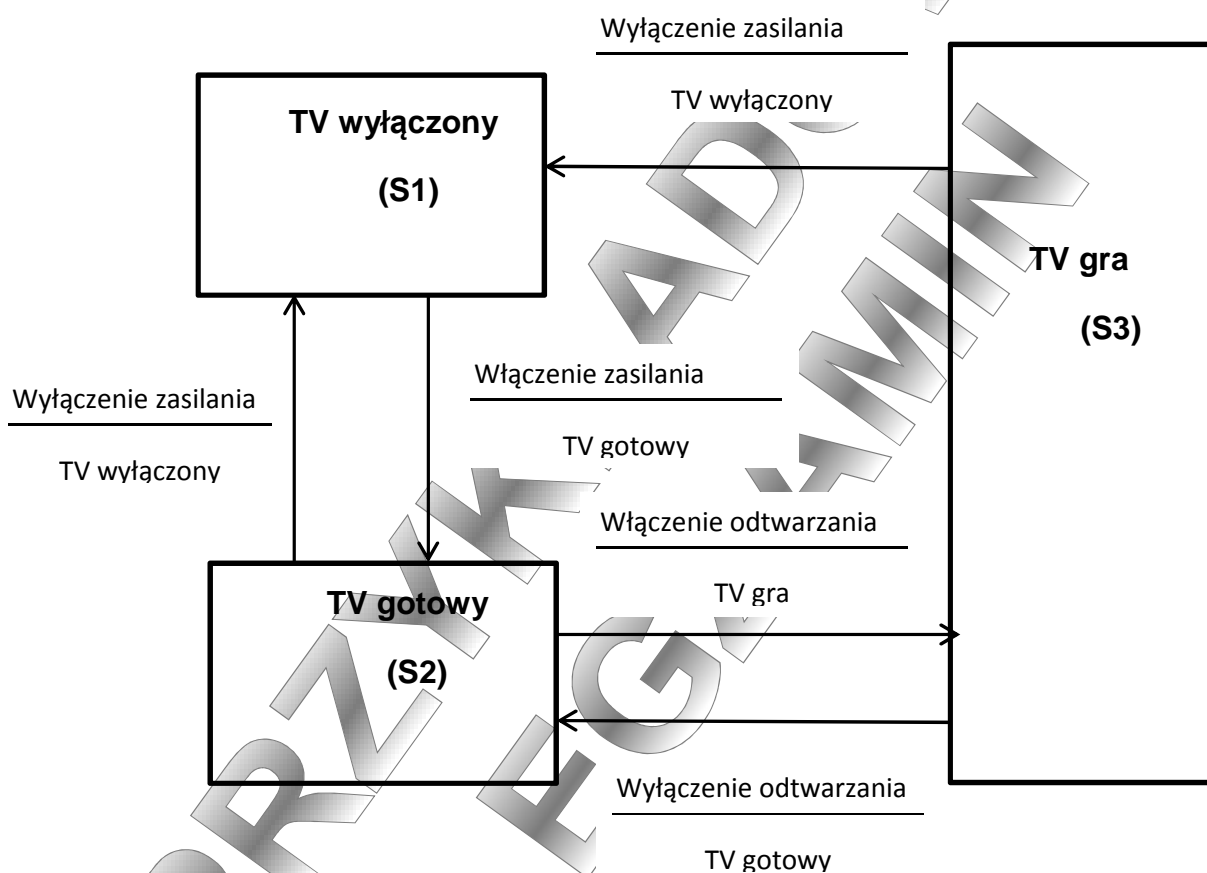 Wyłączenie zasilania
TV wyłączony
TV wyłączony
(S1)
TV gra
(S3)
Wyłączenie zasilania
TV wyłączony
Włączenie zasilania
TV gotowy
Włączenie odtwarzania
TV gra
TV gotowy
(S2)
Wyłączenie odtwarzania
TV gotowy